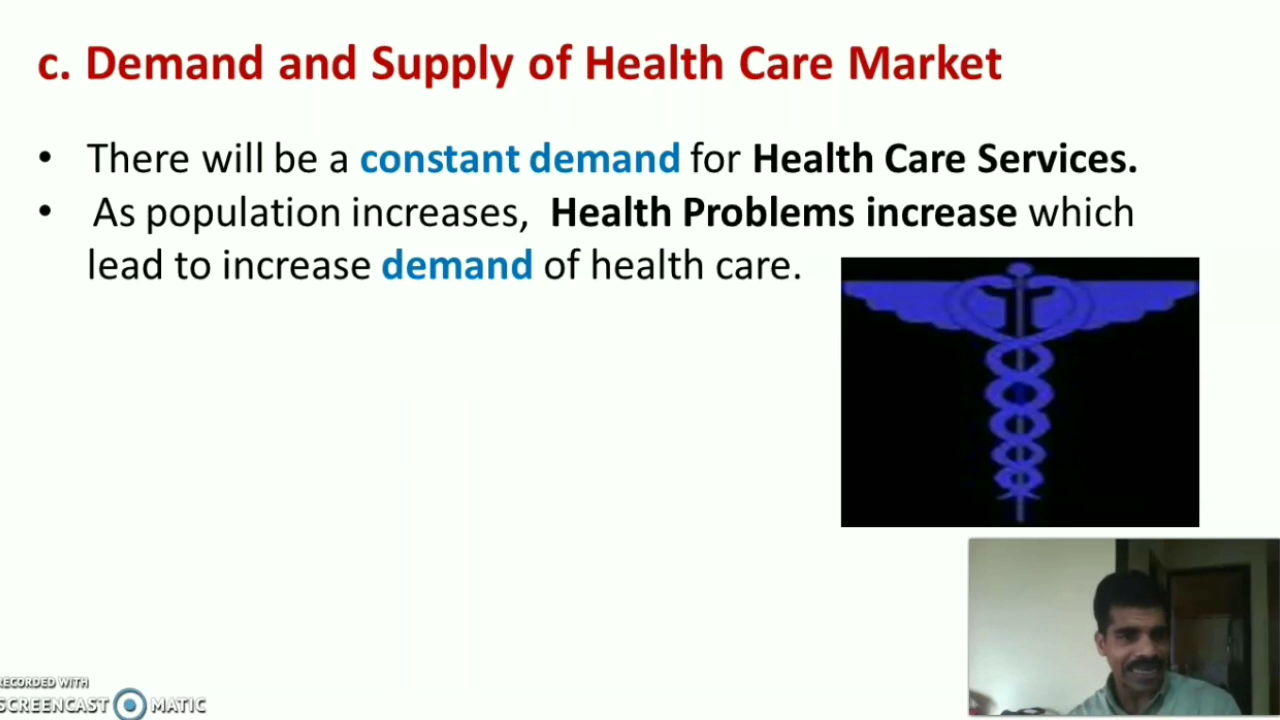 c. Demand and Supply of Health Care Market
• There will be a constant demand for Health Care Services.
• As population increases, Health Problems increase which
lead to increase demand of health care.
RECORDED WITH
SCREENCAST MATIC